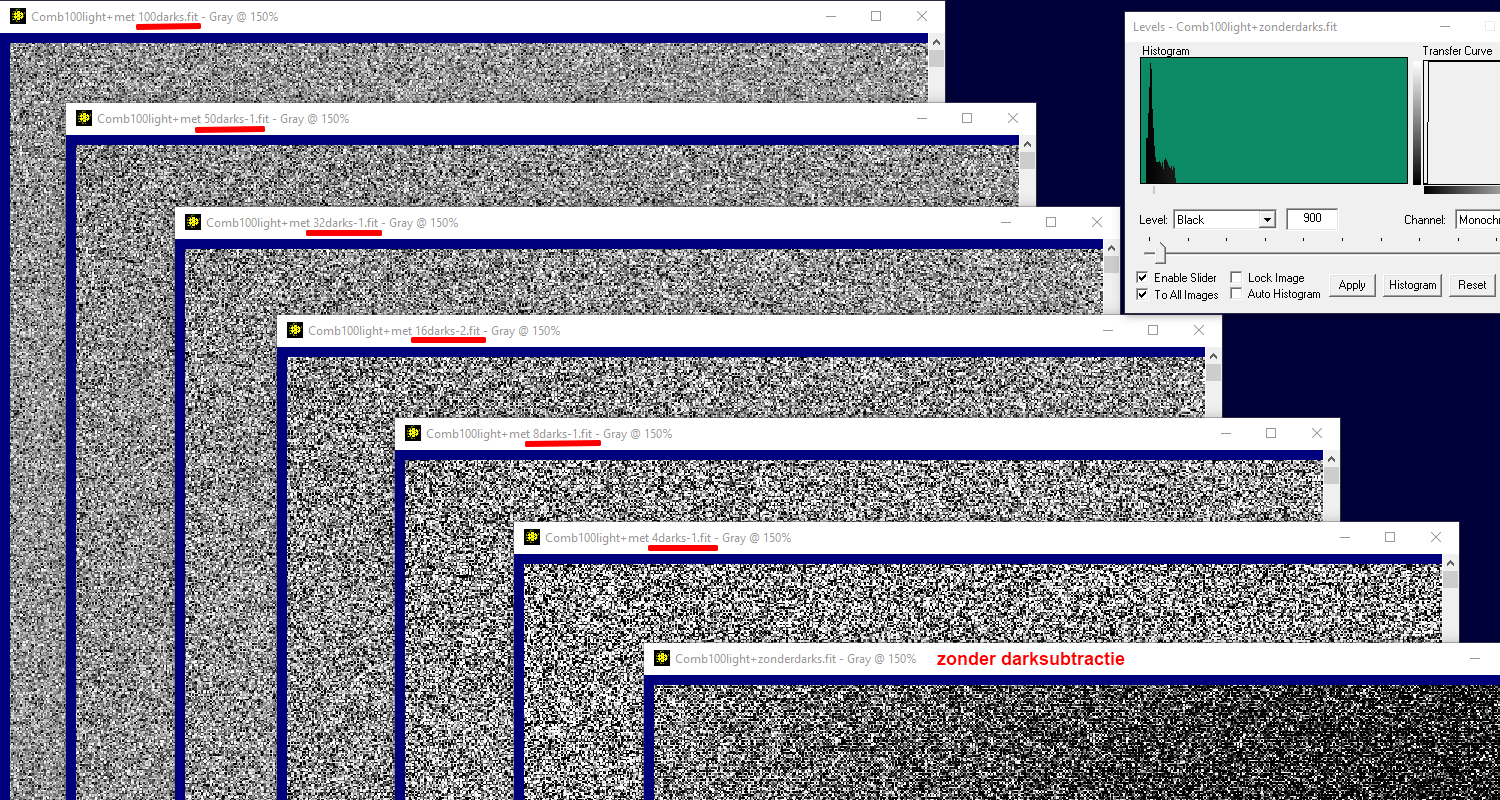 Comb100light+met 100darks.fit - Gray @ 150%
Levels - Comb100light+zonderdarks.fit
Histogram
Transfer Curve
Comb100light+met 50darks-1.fit - Gray @ 150%
Comb100light+met 32darks-1.fit - Gray @ 150%
Level: Black 900 Channel: Monochr
Enable Slider Lock Image
To All Images Auto Histogram
Apply Histogram Reset
Comb100light+met 16darks-2.fit - Gray @ 150%
Comb100light+met 8darks-1.fit - Gray @ 150%
Comb100light+met 4darks-1.fit - Gray @ 150%
Comb100light+zonderdarks.fit - Gray @ 150% zonder darksubtractie